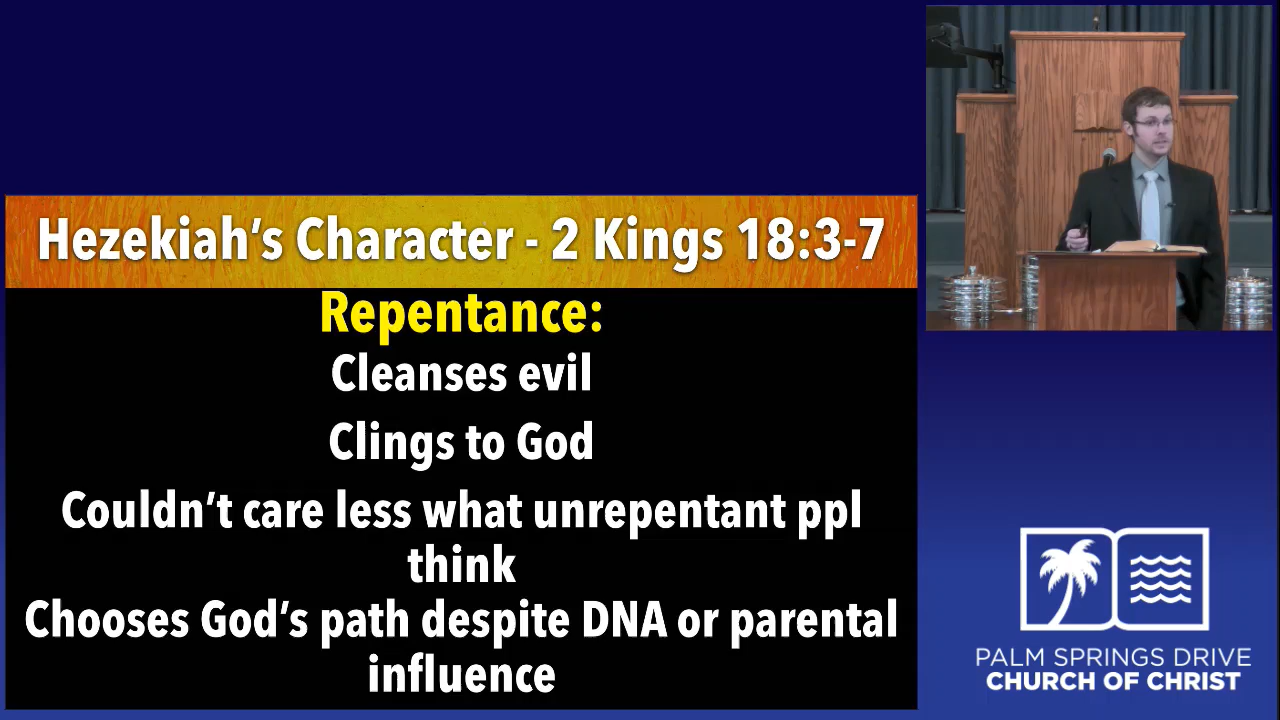 Hezekiah’s Character - 2 Kings 18:3-7
Repentance:
Cleanses evil
Clings to God
Couldn’t care less what unrepentant ppl
think
Chooses God’s path despite DNA or parental
influence
PALM SPRINGS DRIVE
CHURCH OF CHRIST